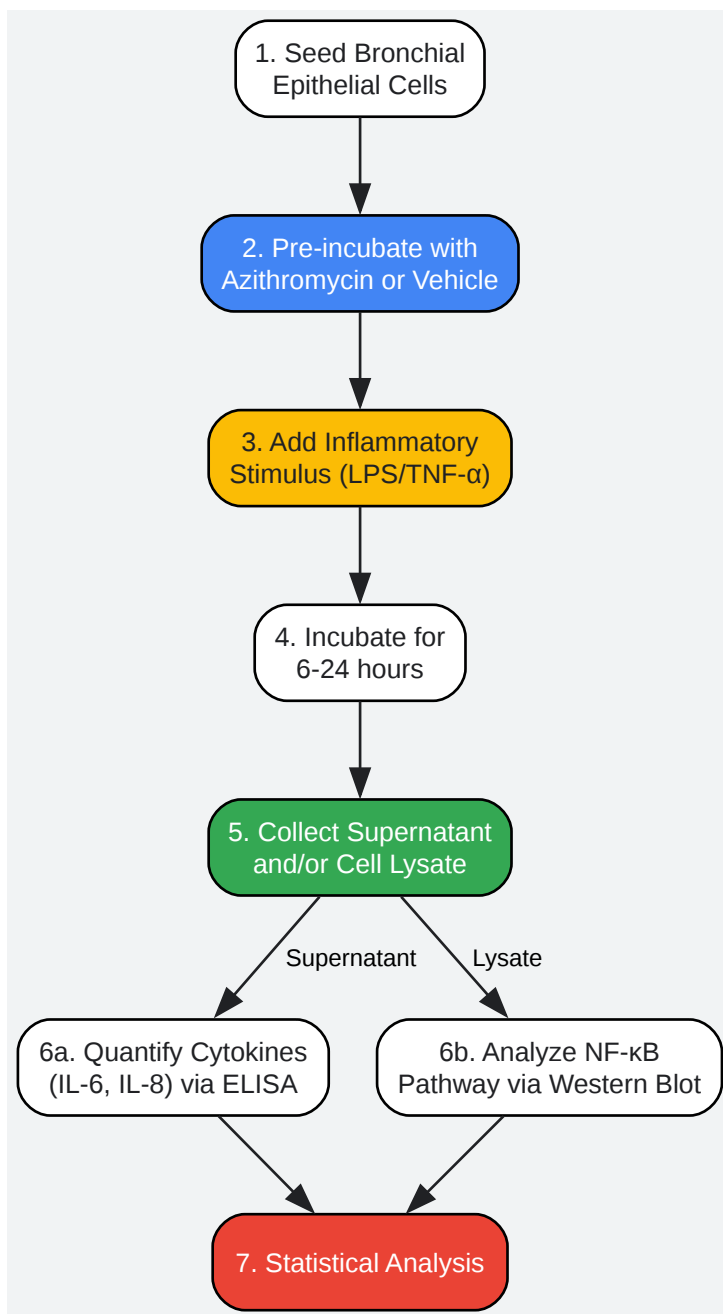 1. Seed Bronchial
Epithelial Cells
2. Pre-incubate with
Azithromycin or Vehicle
3. Add Inflammatory
Stimulus (LPS/TNF-α)
4. Incubate for
6-24 hours
5. Collect Supernatant
and/or Cell Lysate
Supernatant
Lysate
6a. Quantify Cytokines
(IL-6, IL-8) via ELISA
6b. Analyze NF-κB
Pathway via Western Blot
7. Statistical Analysis